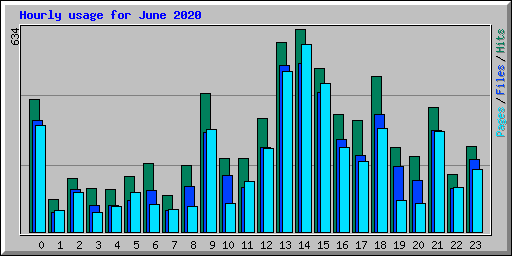 Hourly usage for June 2020
634
Pages / Files / Hits
0 1 2 3 4 5 6 7 8 9 10 11 12 13 14 15 16 17 18 19 20 21 22 23